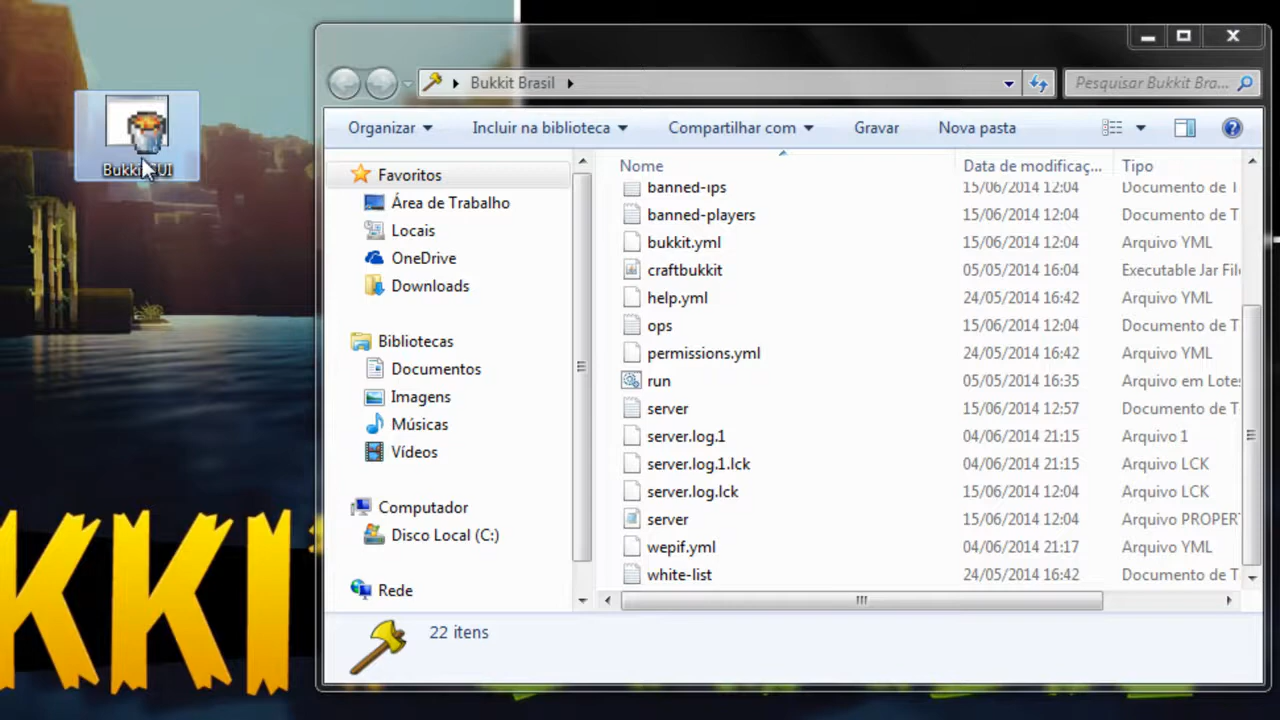 BukkitGUI
Bukkit Brasil
Pesquisar Bukkit Bra...
Organizar
Incluir na biblioteca
Compartilhar com
Gravar
Nova pasta
Favoritos
Área de Trabalho
Locais
OneDrive
Downloads
Bibliotecas
Documentos
Imagens
Músicas
Vídeos
Computador
Disco Local (C:)
Rede
Nome Data de modificaç... Tipo
banned-ips 15/06/2014 12:04 Documento de T
banned-players 15/06/2014 12:04 Documento de T
bukkit.yml 15/06/2014 12:04 Arquivo YML
craftbukkit 05/05/2014 16:04 Executable Jar File
help.yml 24/05/2014 16:42 Arquivo YML
ops 15/06/2014 12:04 Documento de T
permissions.yml 24/05/2014 16:42 Arquivo YML
run 05/05/2014 16:35 Arquivo em Lotes
server 15/06/2014 12:57 Documento de T
server.log.1 04/06/2014 21:15 Arquivo 1
server.log.1.lck 04/06/2014 21:15 Arquivo LCK
server.log.lck 15/06/2014 12:04 Arquivo LCK
server 15/06/2014 12:04 Arquivo PROPER
wepif.yml 04/06/2014 21:17 Arquivo YML
white-list 24/05/2014 16:42 Documento de T
22 itens
KKI